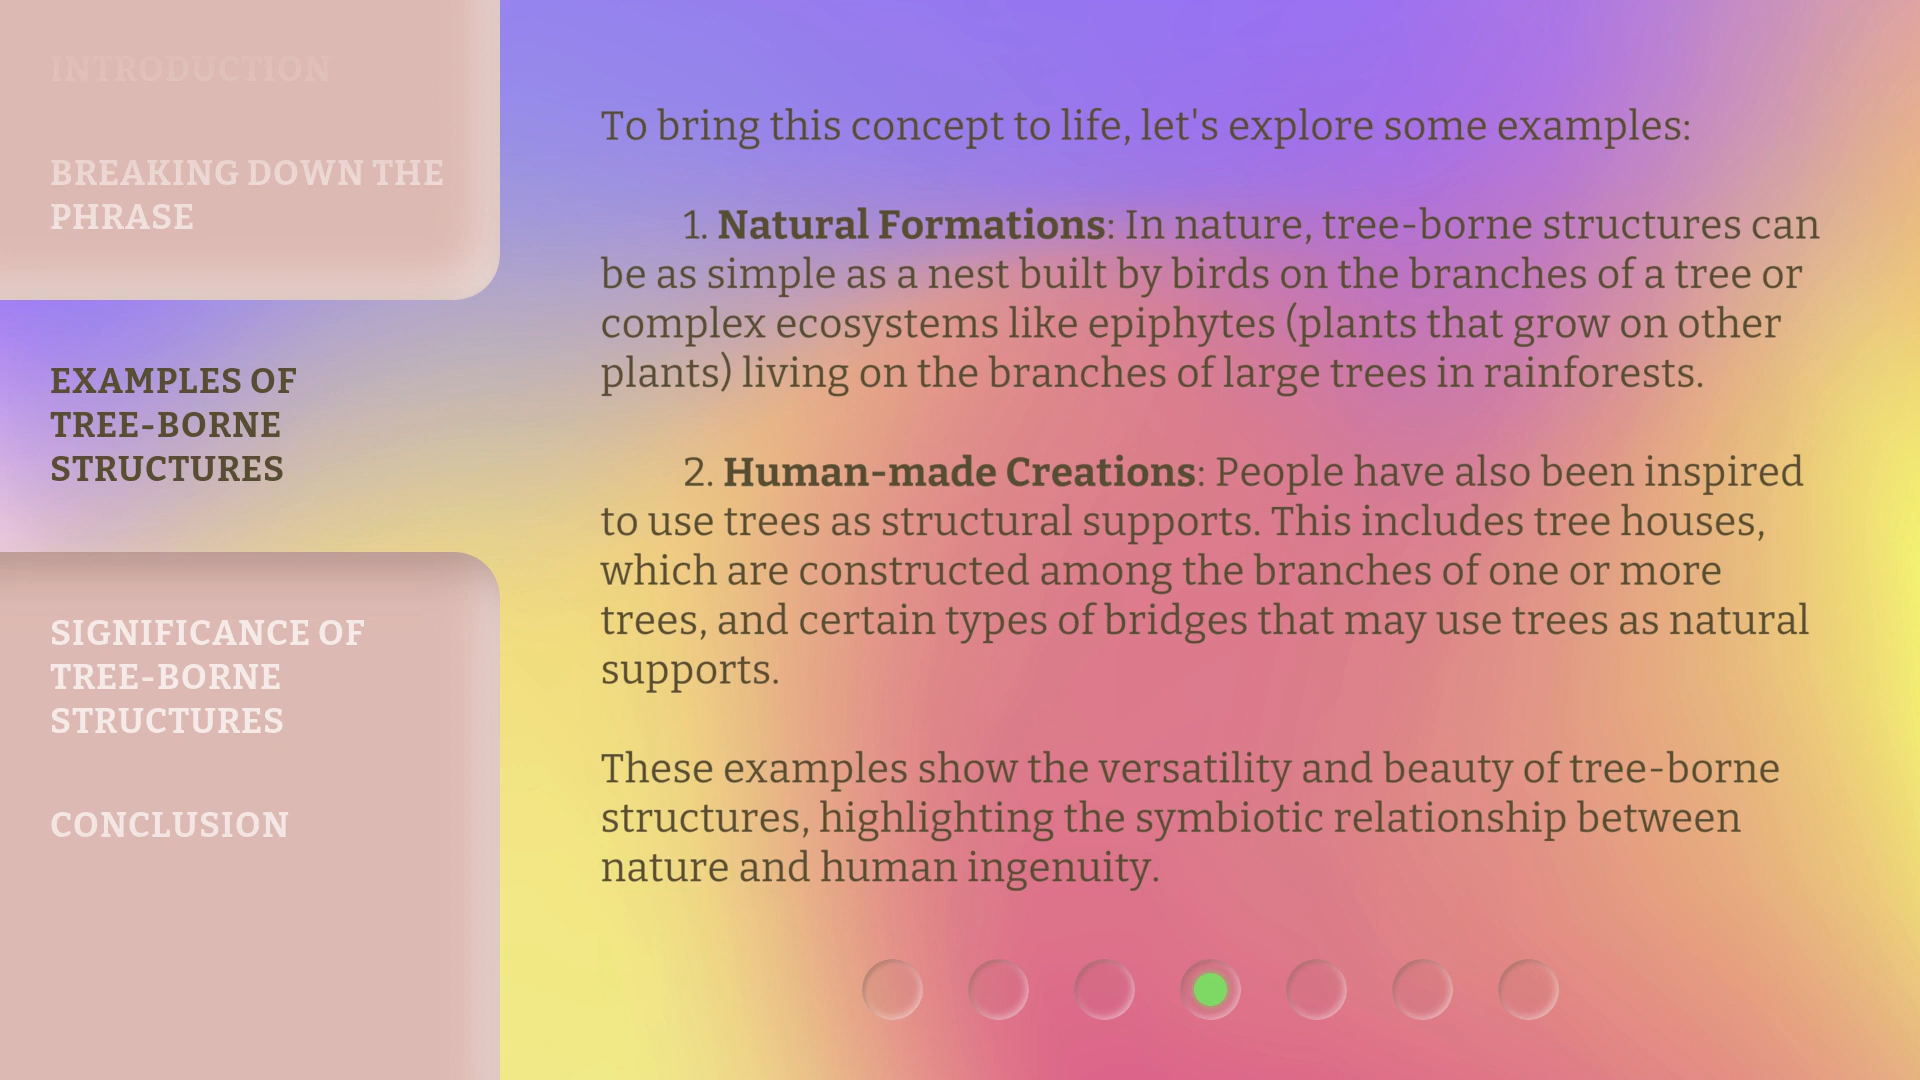 INTRODUCTION
BREAKING DOWN THE
PHRASE
EXAMPLES OF
TREE-BORNE
STRUCTURES
SIGNIFICANCE OF
TREE-BORNE
STRUCTURES
CONCLUSION
To bring this concept to life, let's explore some examples:
1. Natural Formations: In nature, tree-borne structures can
be as simple as a nest built by birds on the branches of a tree or
complex ecosystems like epiphytes (plants that grow on other
plants) living on the branches of large trees in rainforests.
2. Human-made Creations: People have also been inspired
to use trees as structural supports. This includes tree houses,
which are constructed among the branches of one or more
trees, and certain types of bridges that may use trees as natural
supports.
These examples show the versatility and beauty of tree-borne
structures, highlighting the symbiotic relationship between
nature and human ingenuity.